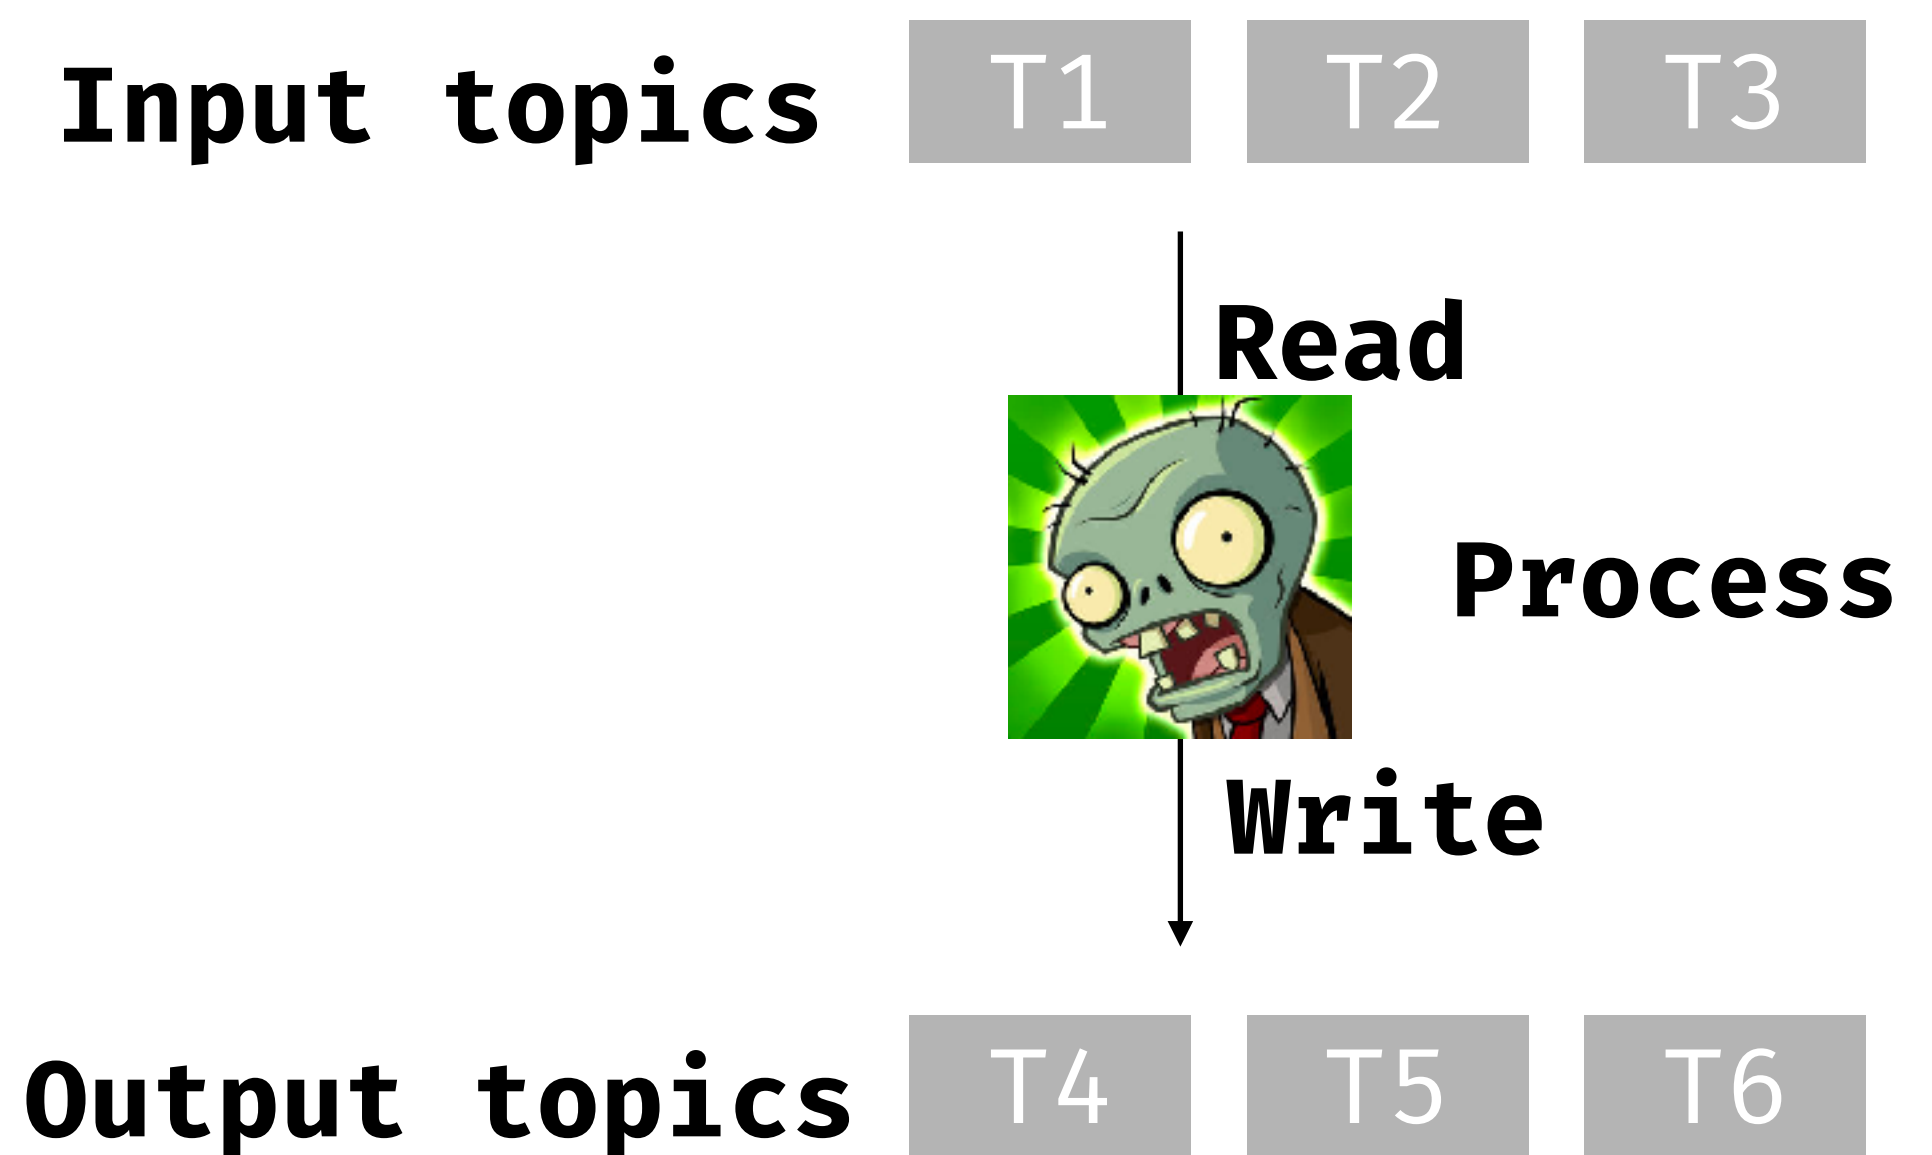 Input topics T1 T2 T3
Read
Process
Write
Output topics T4 T5 T6